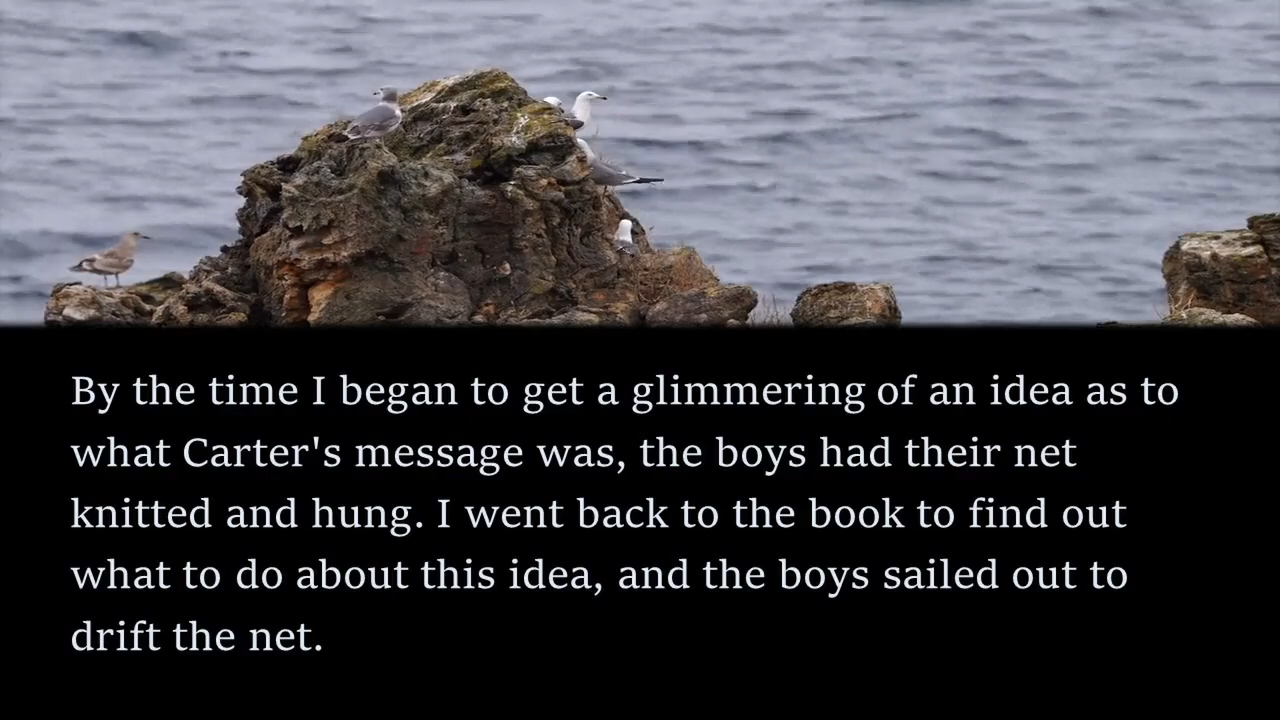 By the time I began to get a glimmering of an idea as to
what Carter's message was, the boys had their net
knitted and hung. I went back to the book to find out
what to do about this idea, and the boys sailed out to
drift the net.